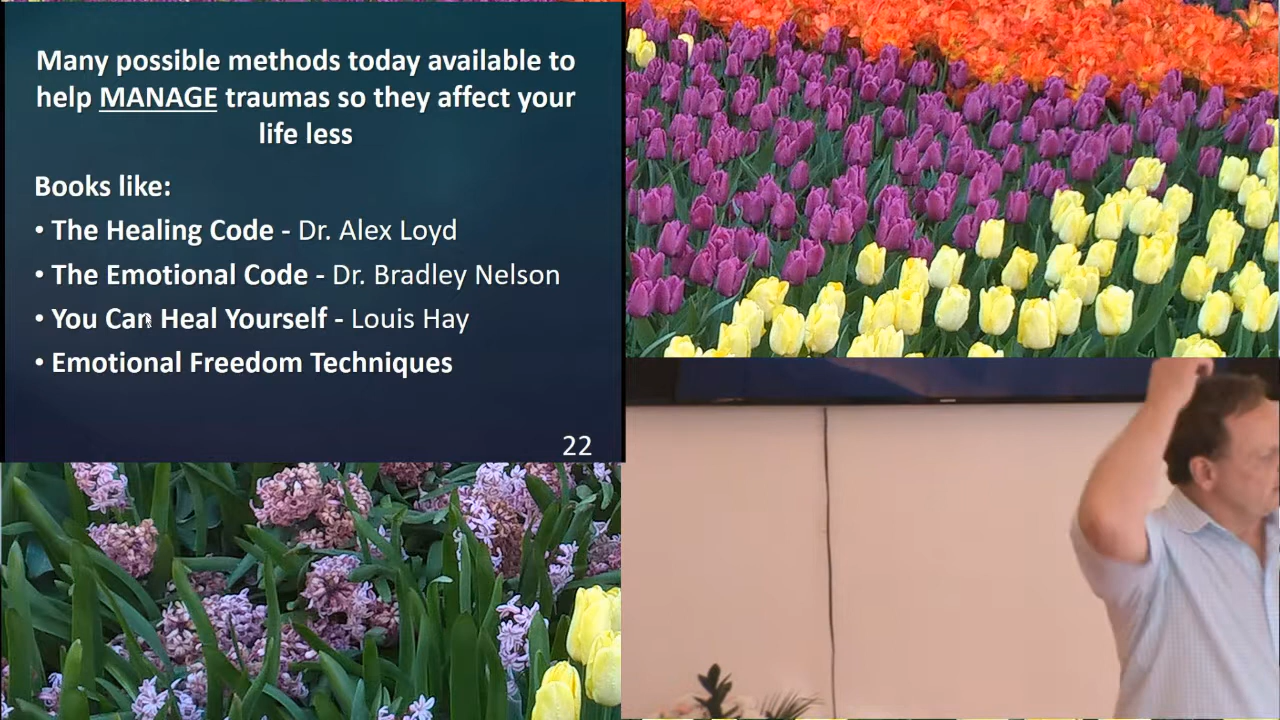 Many possible methods today available to
help MANAGE traumas so they affect your
life less
Books like:
• The Healing Code - Dr. Alex Loyd
• The Emotional Code - Dr. Bradley Nelson
• You Can Heal Yourself - Louis Hay
• Emotional Freedom Techniques
22